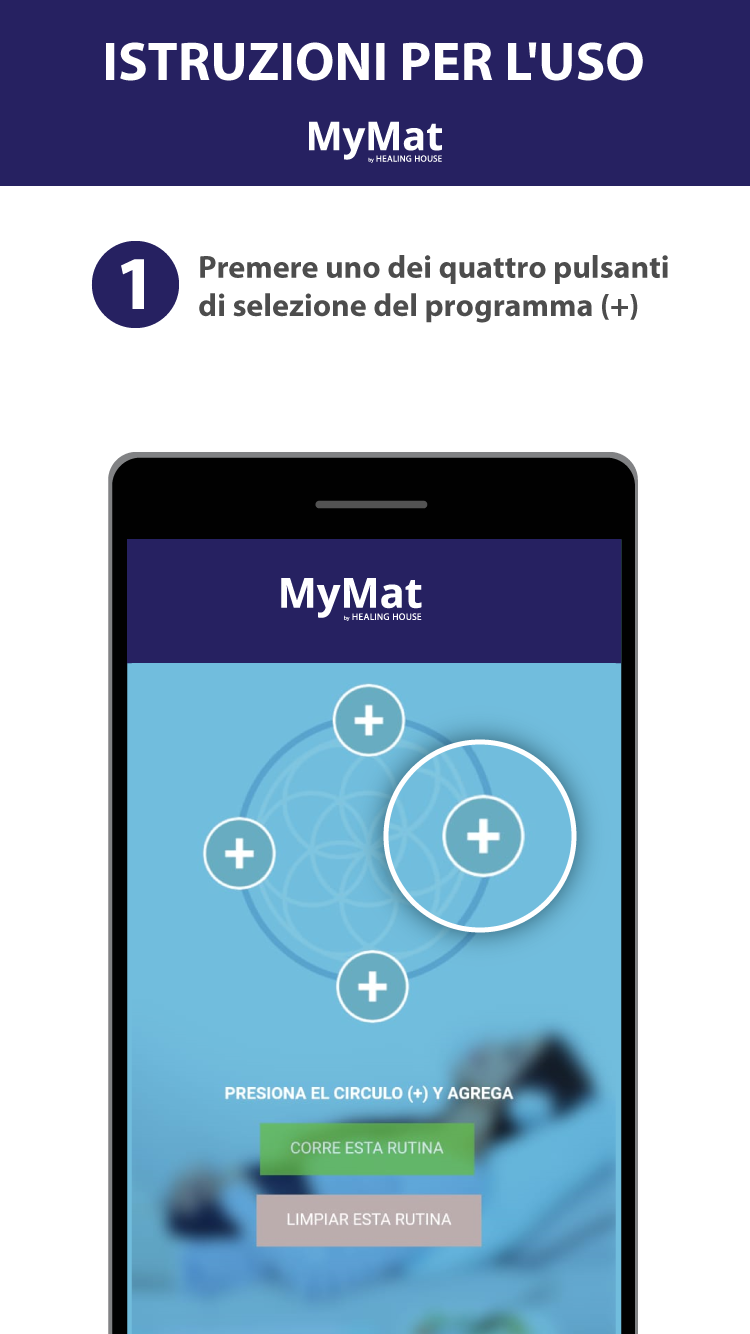 ISTRUZIONI PER L'USO
MyMat
by HEALING HOUSE
1
Premere uno dei quattro pulsanti
di selezione del programma (+)
MyMat
by HEALING HOUSE
+
+
+
+
PRESIONA EL CIRCULO (+) Y AGREGA
CORRE ESTA RUTINA
LIMPIAR ESTA RUTINA